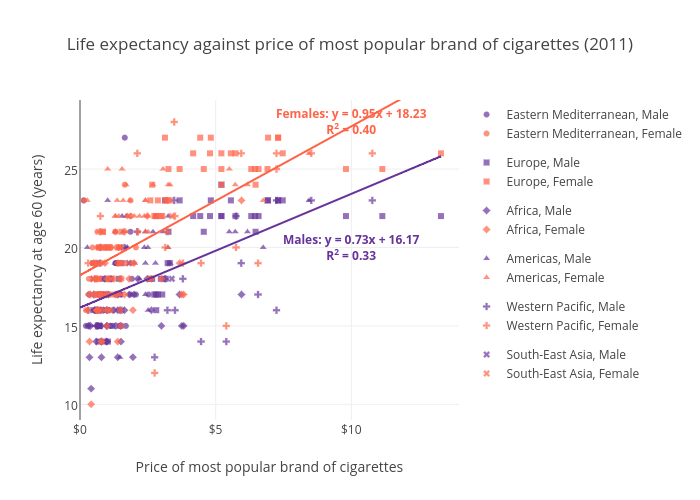 Life expectancy against price of most popular brand of cigarettes (2011)
Females: y = 0.95x + 18.23
R² = 0.40
Males: y = 0.73x + 16.17
R² = 0.33
Life expectancy at age 60 (years)
25
20
15
10
$0
$5
$10
Price of most popular brand of cigarettes
Eastern Mediterranean, Male
Eastern Mediterranean, Female
Europe, Male
Europe, Female
Africa, Male
Africa, Female
Americas, Male
Americas, Female
Western Pacific, Male
Western Pacific, Female
South-East Asia, Male
South-East Asia, Female